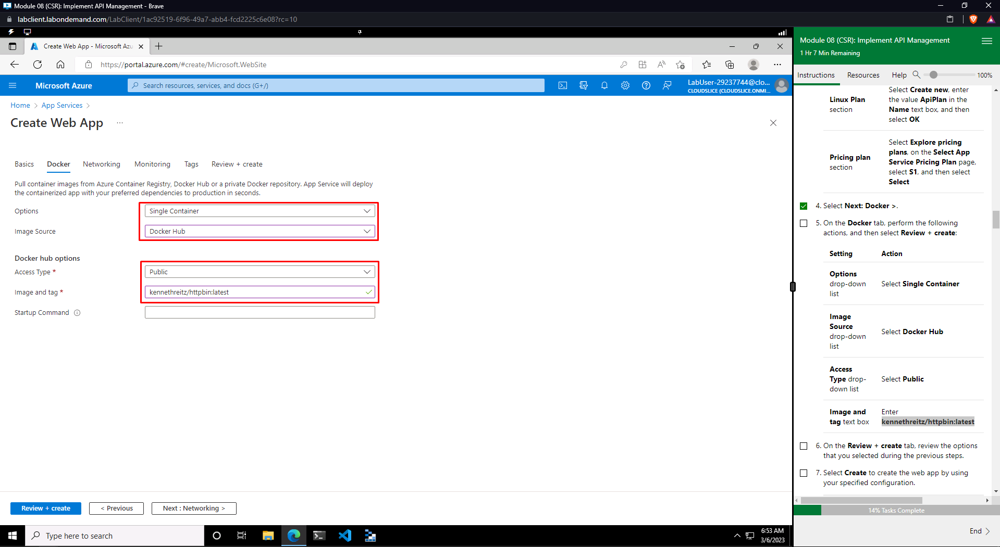 Module 08 (CSR): Implement API Management - Brave
labclient.labondemand.com/LabClient/1ac92519-6f96-49a7-abb4-fcd2225c6e08?rc=10
Create Web App - Microsoft Azu
https://portal.azure.com/#create/Microsoft.WebSite
Microsoft Azure
Search resources, services, and docs (G+/)
LabUser-29237744@clo...
CLOUDSLICE (CLOUDSLICE.ONMI...
Home > App Services >
Create Web App ...
Basics Docker Networking Monitoring Tags Review + create
Pull container images from Azure Container Registry, Docker Hub or a private Docker repository. App Service will deploy
the containerized app with your preferred dependencies to production in seconds.
Options Single Container
Image Source Docker Hub
Docker hub options
Access Type * Public
Image and tag * kennethreitz/httpbin:latest
Startup Command
Review + create < Previous Next : Networking >
Type here to search
6:53 AM
3/6/2023
Module 08 (CSR): Implement API Management
1 Hr 7 Min Remaining
Instructions Resources Help 100%
Linux Plan
section
Select Create new, enter
the value ApiPlan in the
Name text box, and then
select OK
Pricing plan
section
Select Explore pricing
plans, on the Select App
Service Pricing Plan page,
select S1, and then select
Select
4. Select Next: Docker >.
5. On the Docker tab, perform the following
actions, and then select Review + create:
Setting Action
Options
drop-down
list
Select Single Container
Image
Source
drop-down
list
Select Docker Hub
Access
Type drop-
down list
Select Public
Image and
tag text box
Enter
kennethreitz/httpbin:latest
6. On the Review + create tab, review the options
that you selected during the previous steps.
7. Select Create to create the web app by using
your specified configuration.
14% Tasks Complete
End >